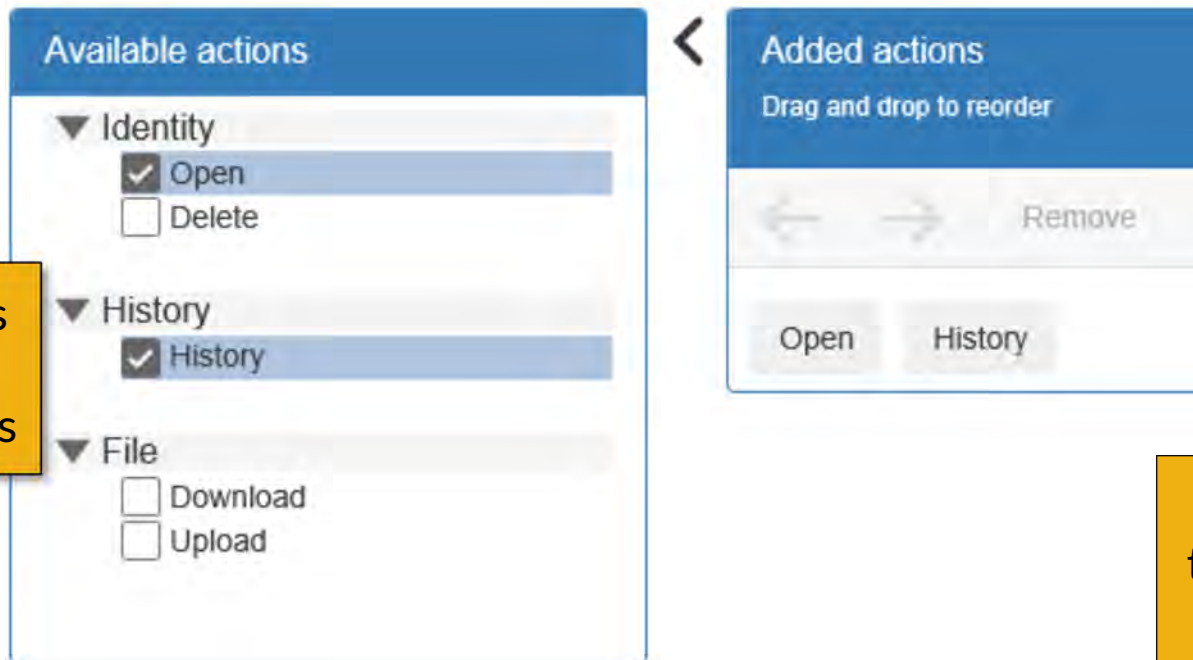 Available actions
Identity
Open
Delete
History
History
File
Download
Upload
Added actions
Drag and drop to reorder
Remove
Open
History